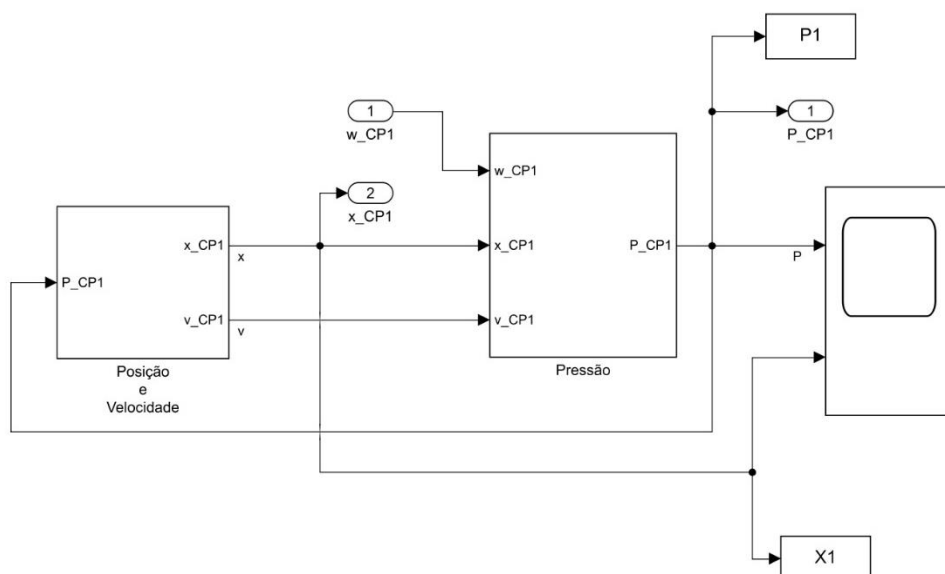 P1
1
w_CP1
1
P_CP1
w_CP1
2
x_CP1
x_CP1
x
x_CP1
P_CP1
P
P_CP1
v_CP1
v
v_CP1
Posição
e
Velocidade
Pressão
X1